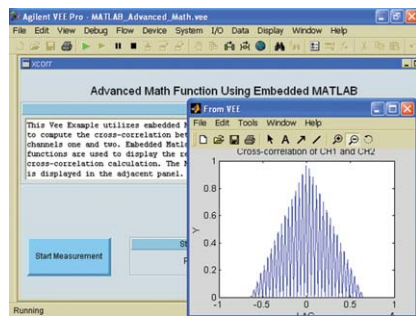 Agilent VEE Pro - MATLAB_Advanced_Math.vee
File Edit View Debug Flow Device System I/O Data Display Window Help
xcorr
Advanced Math Function Using Embedded MATLAB
This Vee Example utilizes embedded M
to compute the cross-correlation bet
channels one and two. Embedded Matla
functions are used to display the re
cross-correlation calculation. The M
is displayed in the adjacent panel.
Start Measurement
St
Running
From VEE
File Edit Tools Window Help
Cross-correlation of CH1 and CH2
1
0.8
0.6
0.4
0.2
0
Y
-1 -0.5 0 0.5 1